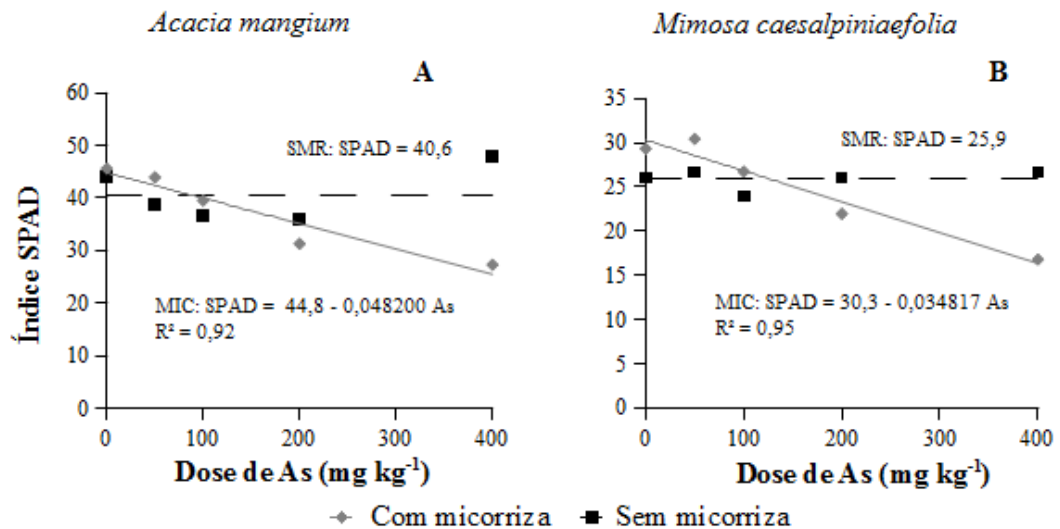 Acacia mangium
Mimosa caesalpiniaefolia
A
60
50
40
30
20
10
0
SMR: SPAD = 40,6
MIC: SPAD = 44,8 - 0,048200 As
R² = 0,92
0 100 200 300 400
Dose de As (mg kg⁻¹)
Índice SPAD
B
35
30
25
20
15
10
5
0
SMR: SPAD = 25,9
MIC: SPAD = 30,3 - 0,034817 As
R² = 0,95
0 100 200 300 400
Dose de As (mg kg⁻¹)
Com micorriza Sem micorriza